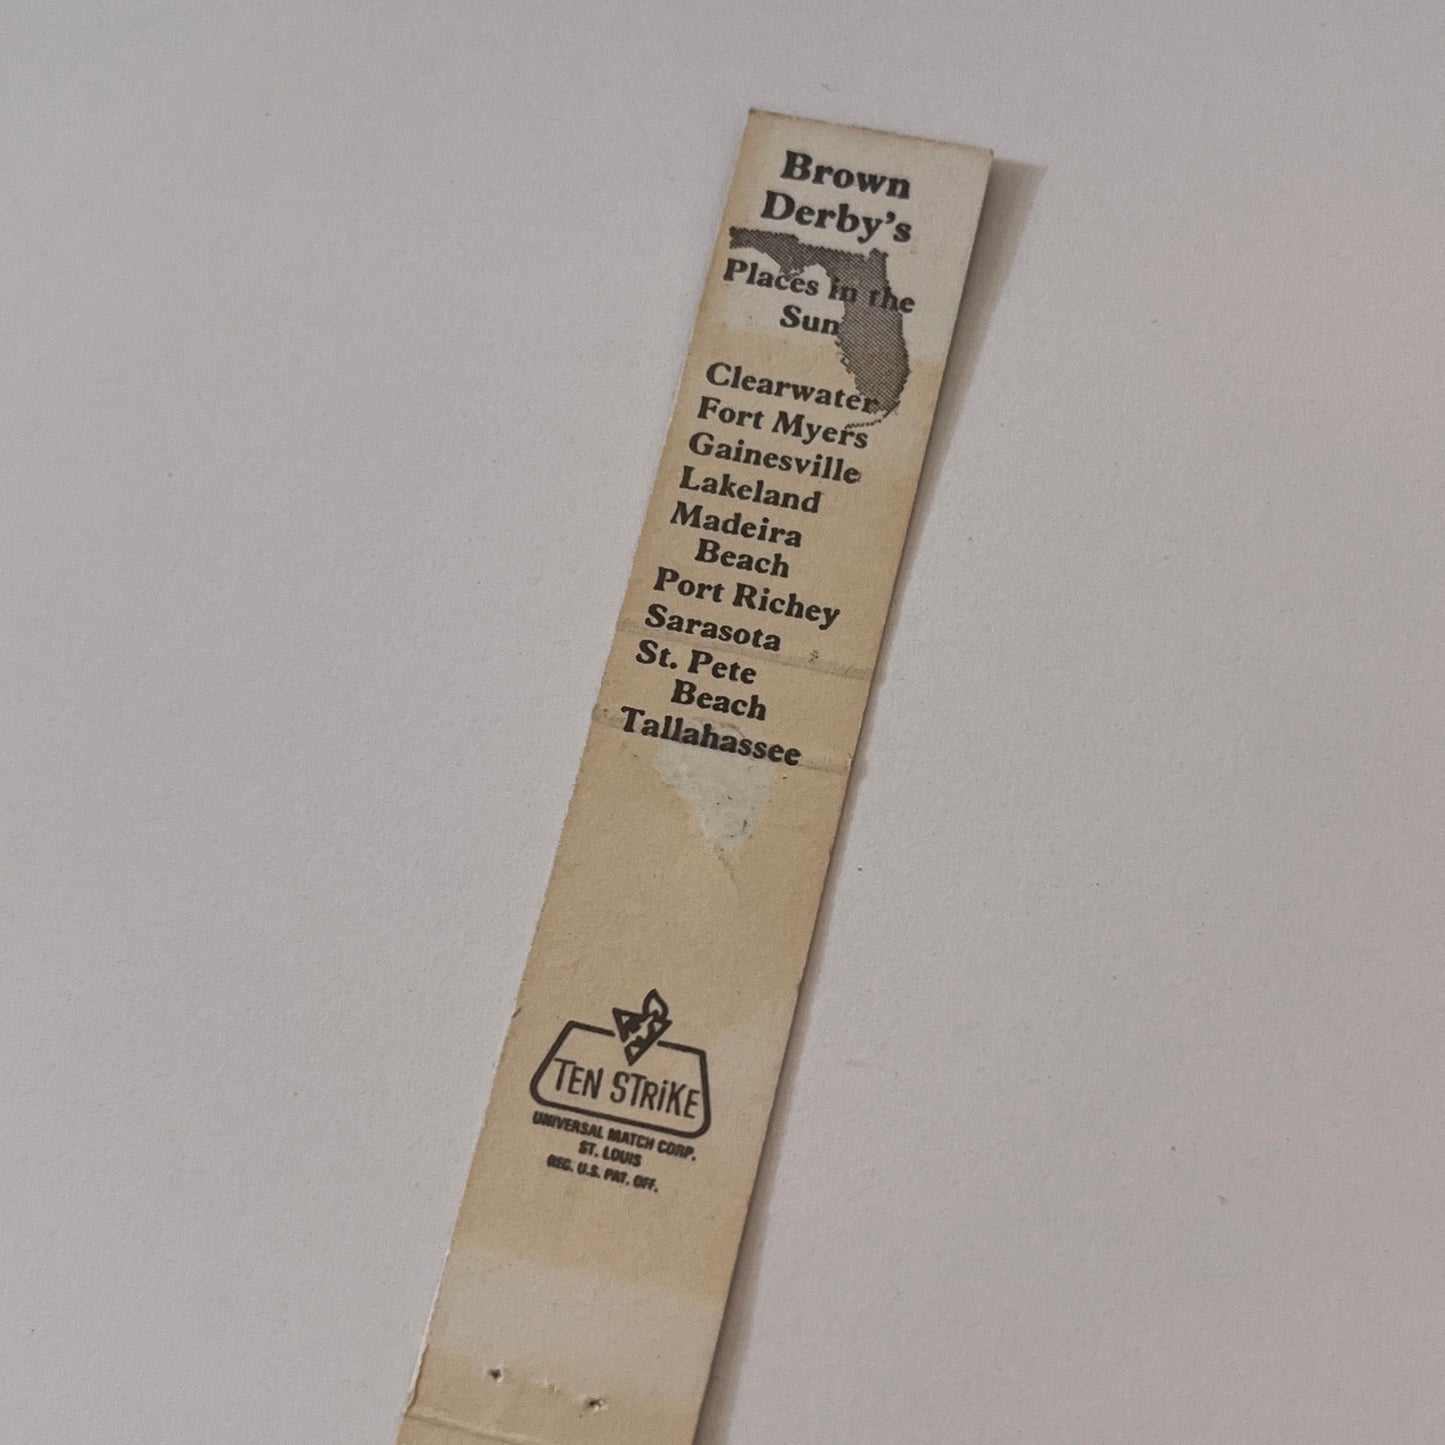 Brown
Derby's
Places in the
Sun
Clearwater
Fort Myers
Gainesville
Lakeland
Madeira
Beach
Port Richey
Sarasota
St. Pete
Beach
Tallahassee
TEN STRiKE
UNIVERSAL MATCH CORP.
ST. LOUIS
REG. U.S. PAT. OFF.